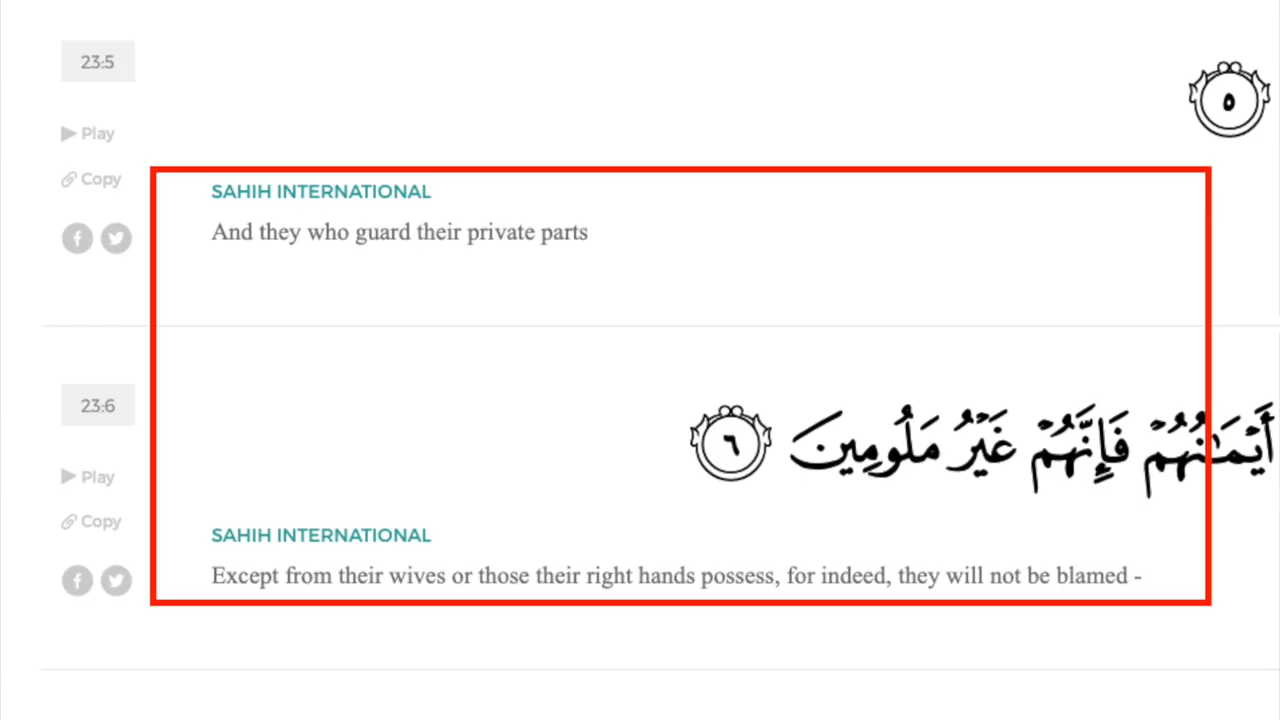 23:5
٥
Play
Copy
SAHIH INTERNATIONAL
And they who guard their private parts
23:6
أَيْمَـٰنُهُمْ فَإِنَّهُمْ غَيْرُ مَلُومِينَ ٦
Play
Copy
SAHIH INTERNATIONAL
Except from their wives or those their right hands possess, for indeed, they will not be blamed -